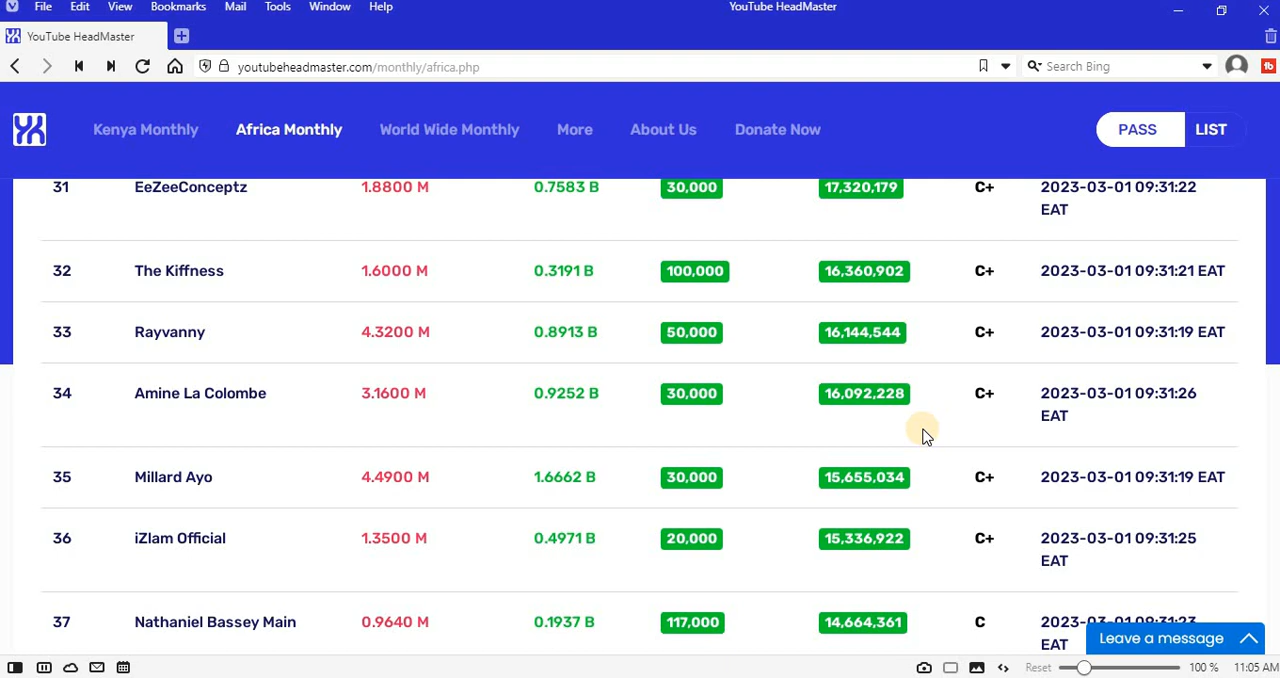 File Edit View Bookmarks Mail Tools Window Help YouTube HeadMaster
YouTube HeadMaster
youtubeheadmaster.com/monthly/africa.php Search Bing
Kenya Monthly Africa Monthly World Wide Monthly More About Us Donate Now PASS LIST
31 EeZeeConceptz 1.8800 M 0.7583 B 30,000 17,320,179 C+ 2023-03-01 09:31:22
EAT
32 The Kiffness 1.6000 M 0.3191 B 100,000 16,360,902 C+ 2023-03-01 09:31:21 EAT
33 Rayvanny 4.3200 M 0.8913 B 50,000 16,144,544 C+ 2023-03-01 09:31:19 EAT
34 Amine La Colombe 3.1600 M 0.9252 B 30,000 16,092,228 C+ 2023-03-01 09:31:26
EAT
35 Millard Ayo 4.4900 M 1.6662 B 30,000 15,655,034 C+ 2023-03-01 09:31:19 EAT
36 iZlam Official 1.3500 M 0.4971 B 20,000 15,336,922 C+ 2023-03-01 09:31:25
EAT
37 Nathaniel Bassey Main 0.9640 M 0.1937 B 117,000 14,664,361 C 2023-03-01 09:31:23
EAT
Leave a message
Reset 100 % 11:05 AM